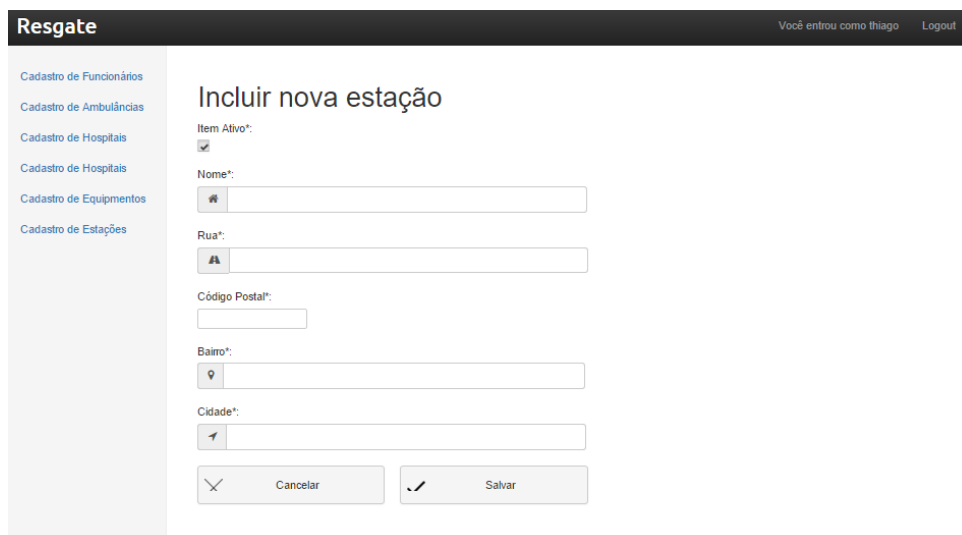 Resgate
Você entrou como thiago Logout
Cadastro de Funcionários
Cadastro de Ambulâncias
Cadastro de Hospitais
Cadastro de Hospitais
Cadastro de Equipmentos
Cadastro de Estações
Incluir nova estação
Item Ativo*:
Nome*:
Rua*:
Código Postal*:
Bairro*:
Cidade*:
Cancelar
Salvar